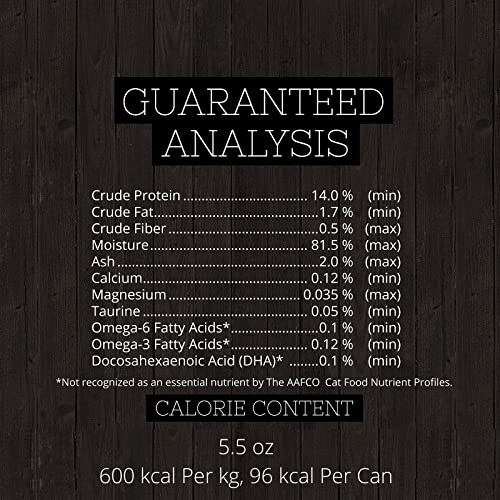 GUARANTEED
ANALYSIS
Crude Protein .............................. 14.0 % (min)
Crude Fat..................................... 1.7 % (min)
Crude Fiber .................................. 0.5 % (max)
Moisture ..................................... 81.5 % (max)
Ash .............................................. 2.0 % (max)
Calcium....................................... 0.12 % (min)
Magnesium ................................ 0.035 % (max)
Taurine ....................................... 0.05 % (min)
Omega-6 Fatty Acids*.....................0.1 % (min)
Omega-3 Fatty Acids*................... 0.12 % (min)
Docosahexaenoic Acid (DHA)* .......0.1 % (min)
*Not recognized as an essential nutrient by The AAFCO Cat Food Nutrient Profiles.
CALORIE CONTENT
5.5 oz
600 kcal Per kg, 96 kcal Per Can